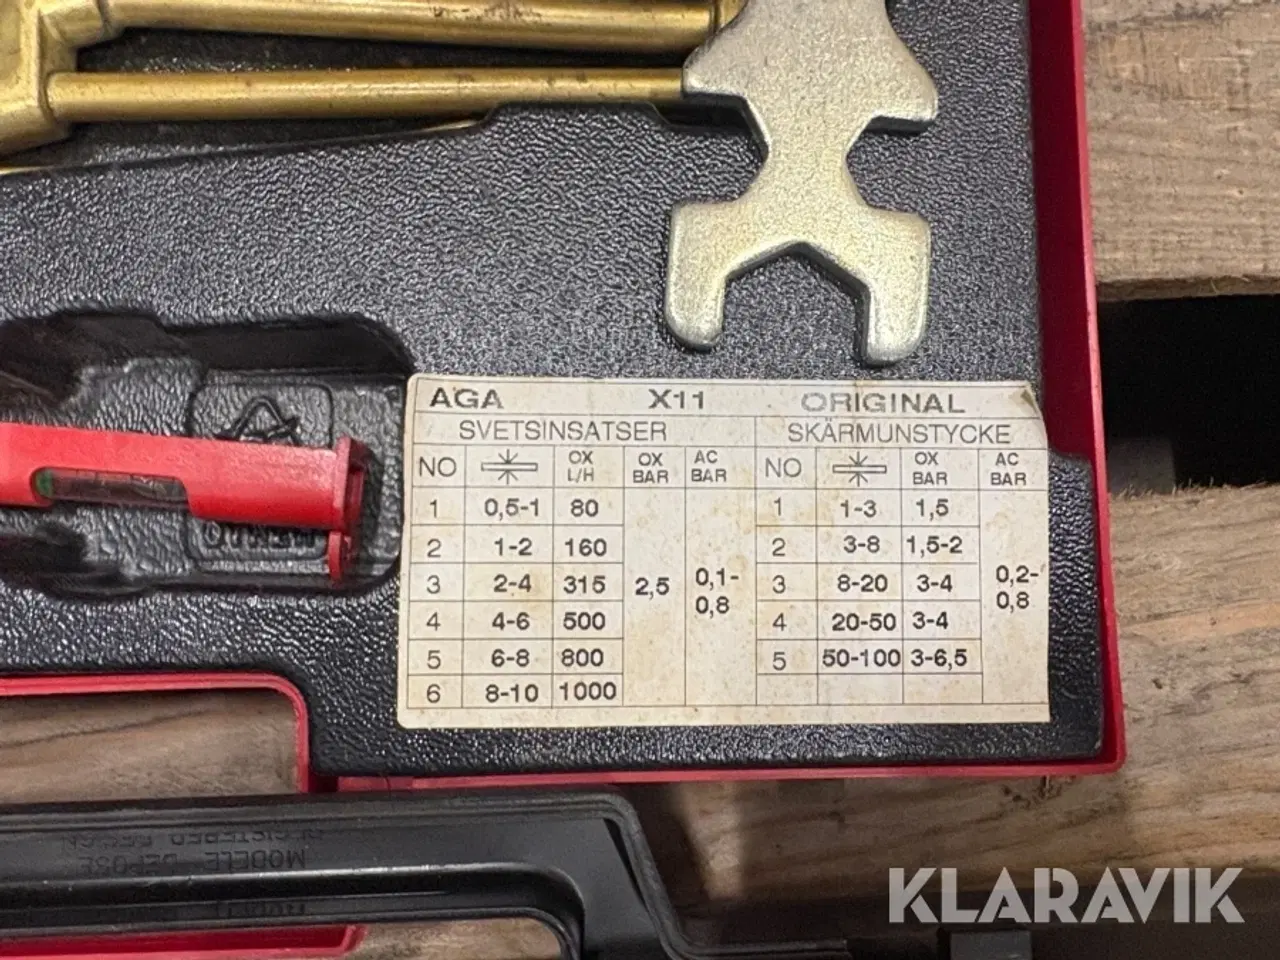 AGA X11 ORIGINAL
SVETSINSATSER SKÄRMUNSTYCKE
NO OX L/H OX BAR AC BAR NO OX BAR AC BAR
1 0,5-1 80 1 1-3 1,5
2 1-2 160 2 3-8 1,5-2
3 2-4 315 2,5 0,1-0,8 3 8-20 3-4 0,2-0,8
4 4-6 500 4 20-50 3-4
5 6-8 800 5 50-100 3-6,5
6 8-10 1000
REGISTERED DESIGN
MODELE DEPOSE
KLARAVIK